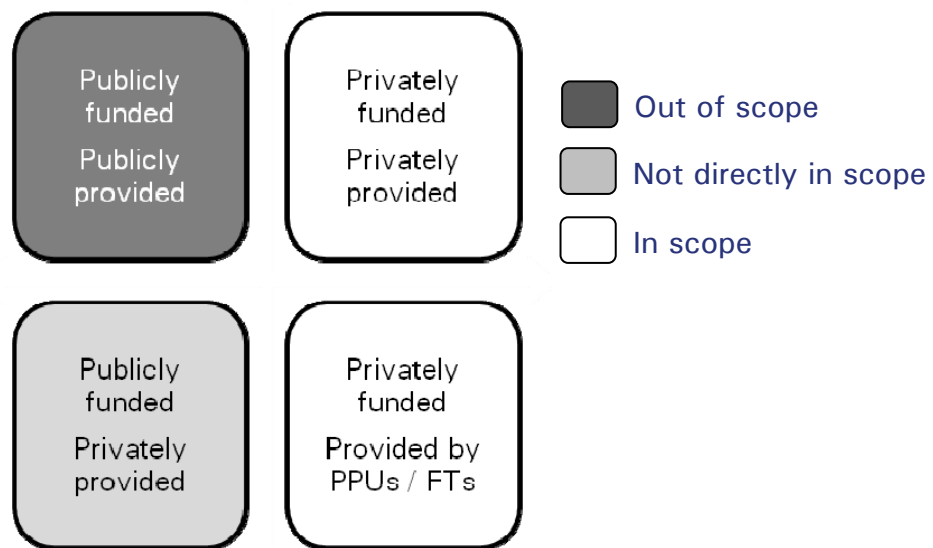 Publicly
funded
Publicly
provided
Privately
funded
Privately
provided
Out of scope
Not directly in scope
In scope
Publicly
funded
Privately
provided
Privately
funded
Provided by
PPUs / FTs